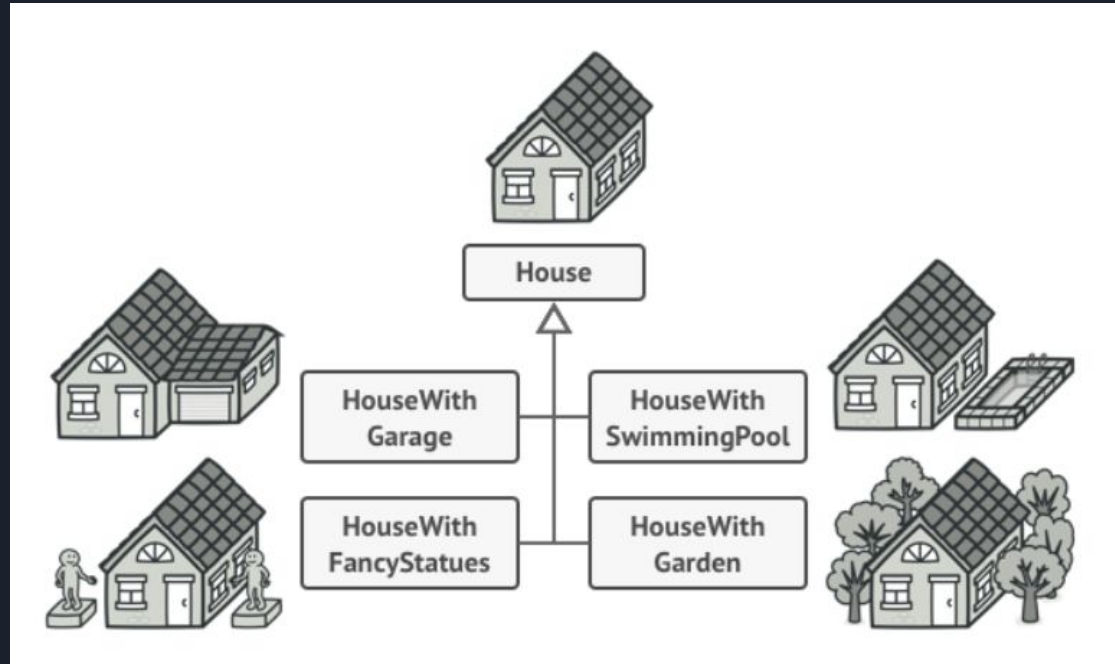 House
HouseWith
Garage
HouseWith
SwimmingPool
HouseWith
FancyStatues
HouseWith
Garden